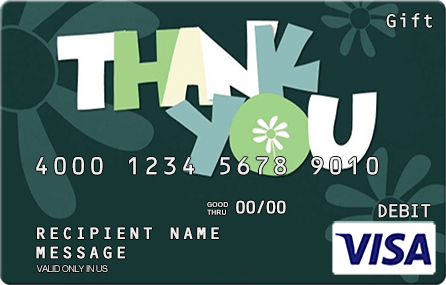 Gift
THANK
YOU
4000 1234 5678 9010
GOOD THRU 00/00
DEBIT
RECIPIENT NAME
MESSAGE
VISA
VALID ONLY IN US